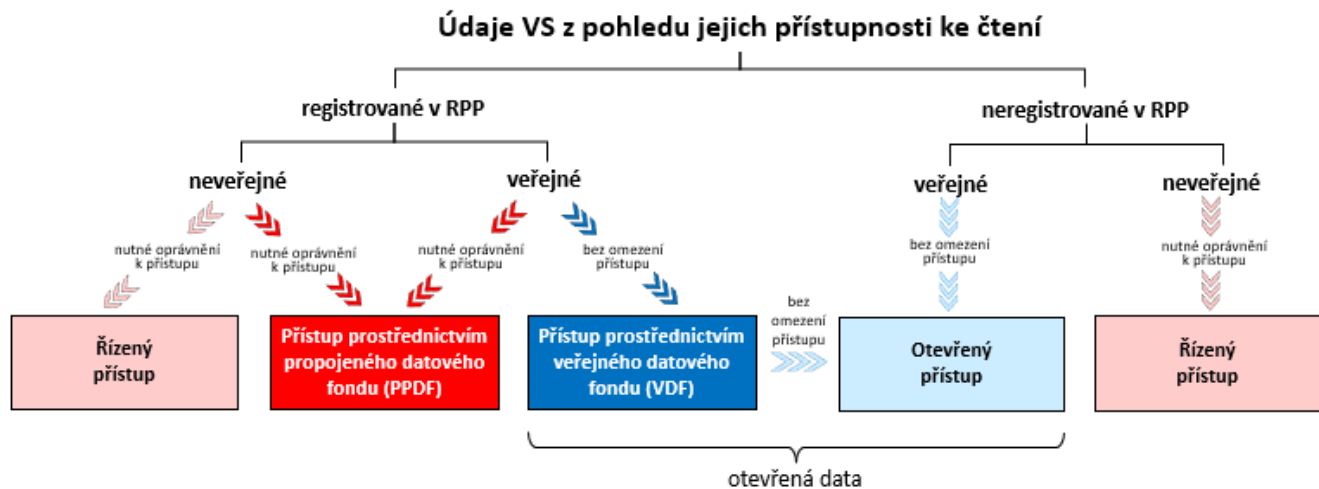 Údaje VS z pohledu jejich přístupnosti ke čtení
registrované v RPP
neregistrované v RPP
neveřejné
veřejné
veřejné
neveřejné
nutné oprávnění
k přístupu
nutné oprávnění
k přístupu
nutné oprávnění
k přístupu
bez omezení
přístupu
bez omezení
přístupu
nutné oprávnění
k přístupu
Řízený
přístup
Přístup prostřednictvím
propojeného datového
fondu (PPDF)
Přístup prostřednictvím
veřejného datového
fondu (VDF)
bez
omezení
přístupu
Otevřený
přístup
Řízený
přístup
otevřená data